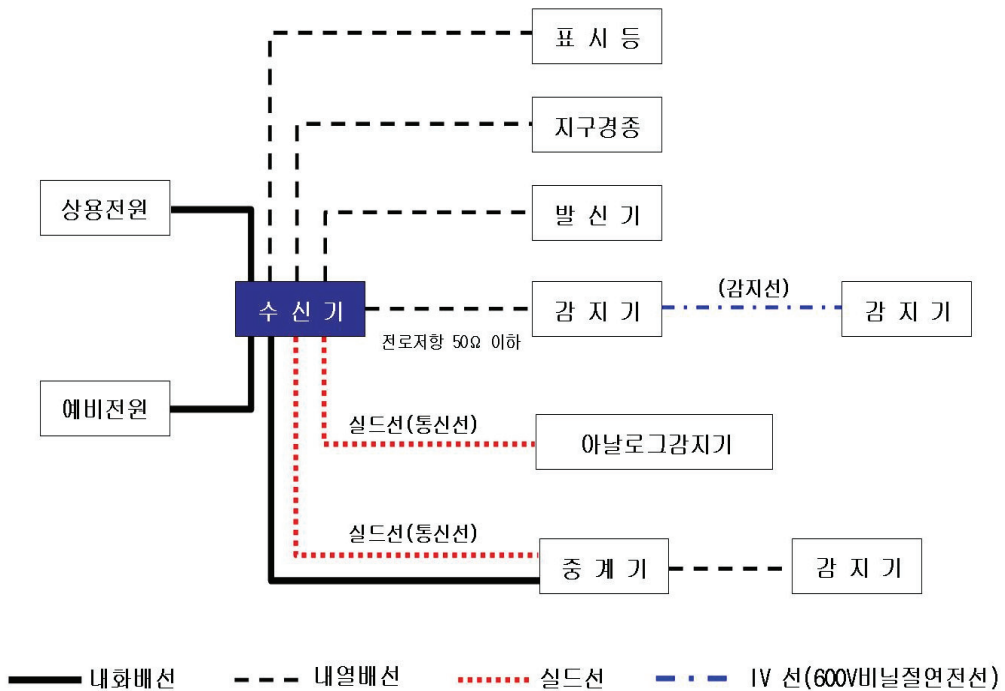 표 시 등
지구경종
상용전원
발 신 기
(감지선)
수 신 기
감 지 기
감 지 기
전로저항 50Ω 이하
예비전원
실드선(통신선)
아날로그감지기
실드선(통신선)
중 계 기
감 지 기
내화배선
내열배선
실드선
IV 선(600V비닐절연전선)